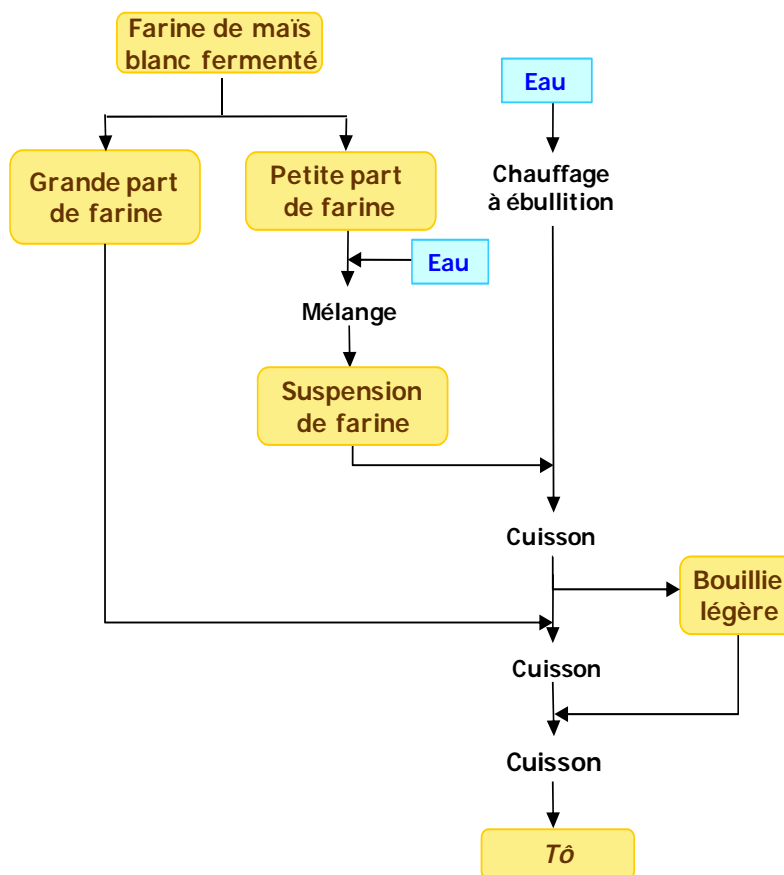 Farine de maïs
blanc fermenté
Eau
Grande part
de farine
Petite part
de farine
Chauffage
à ébullition
Eau
Mélange
Suspension
de farine
Cuisson
Bouillie
légère
Cuisson
Cuisson
Tô